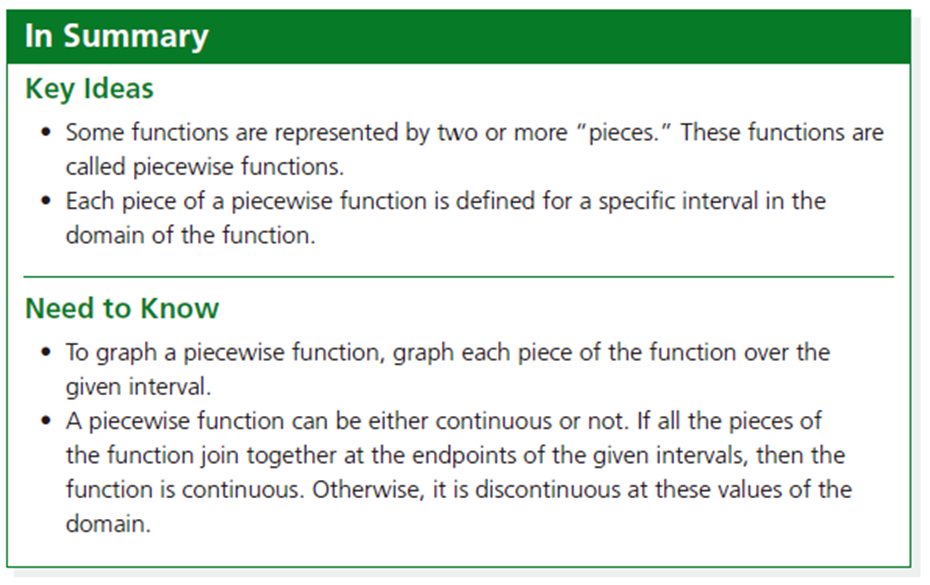 In Summary
Key Ideas
• Some functions are represented by two or more “pieces.” These functions are
called piecewise functions.
• Each piece of a piecewise function is defined for a specific interval in the
domain of the function.
Need to Know
• To graph a piecewise function, graph each piece of the function over the
given interval.
• A piecewise function can be either continuous or not. If all the pieces of
the function join together at the endpoints of the given intervals, then the
function is continuous. Otherwise, it is discontinuous at these values of the
domain.